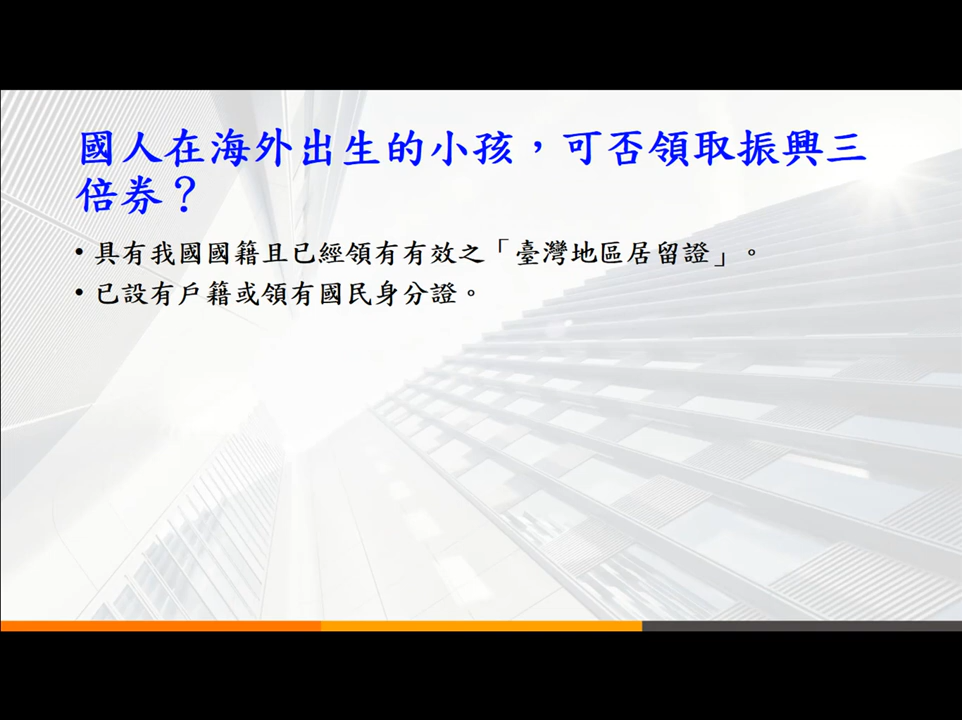 國人在海外出生的小孩，可否領取振興三
倍券？
• 具有我國國籍且已經領有有效之「臺灣地區居留證」。
• 已設有戶籍或領有國民身分證。